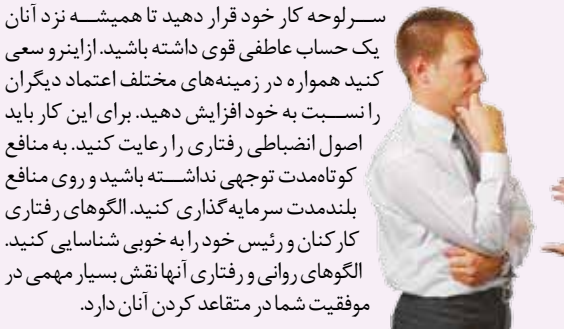 سرلوحه کار خود قرار دهید تا همیشه نزد آنان
یک حساب عاطفی قوی داشته باشید. ازاینرو سعی
کنید همواره در زمینه‌های مختلف اعتماد دیگران
را نسبت به خود افزایش دهید. برای این کار باید
اصول انضباطی رفتاری را رعایت کنید. به منافع
کوتاه‌مدت توجهی نداشته باشید و روی منافع
بلندمدت سرمایه‌گذاری کنید. الگوهای رفتاری
کارکنان و رئیس خود را به خوبی شناسایی کنید.
الگوهای روانی و رفتاری آنها نقش بسیار مهمی در
موفقیت شما در متقاعد کردن آنان دارد.